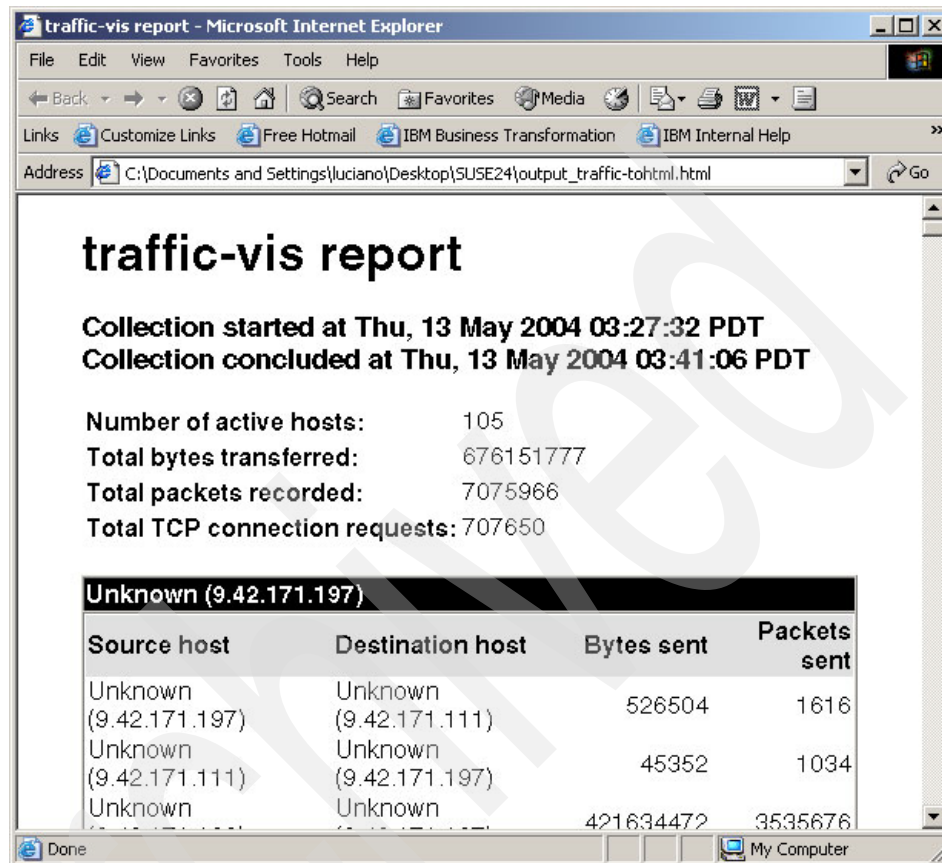 traffic-vis report - Microsoft Internet Explorer
File Edit View Favorites Tools Help
Back Search Favorites Media
Links Customize Links Free Hotmail IBM Business Transformation IBM Internal Help »
Address C:\Documents and Settings\luciano\Desktop\SUSE24\output_traffic-tohtml.html Go
traffic-vis report
Collection started at Thu, 13 May 2004 03:27:32 PDT
Collection concluded at Thu, 13 May 2004 03:41:06 PDT
Number of active hosts: 105
Total bytes transferred: 676151777
Total packets recorded: 7075966
Total TCP connection requests: 707650
Unknown (9.42.171.197)
Source host Destination host Bytes sent Packets
sent
Unknown Unknown
(9.42.171.197) (9.42.171.111) 526504 1616
Unknown Unknown
(9.42.171.111) (9.42.171.197) 45352 1034
Unknown Unknown
421634472 3535676
Done My Computer